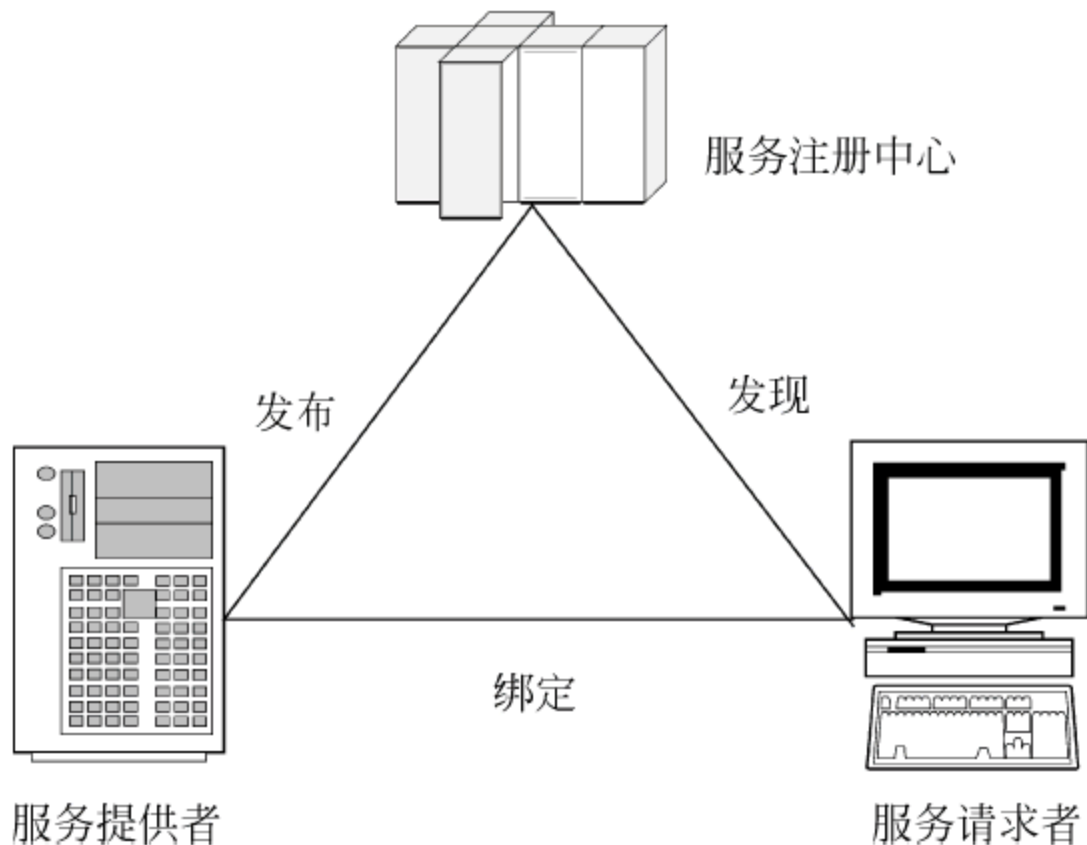 服务注册中心
发布
发现
绑定
服务提供者
服务请求者